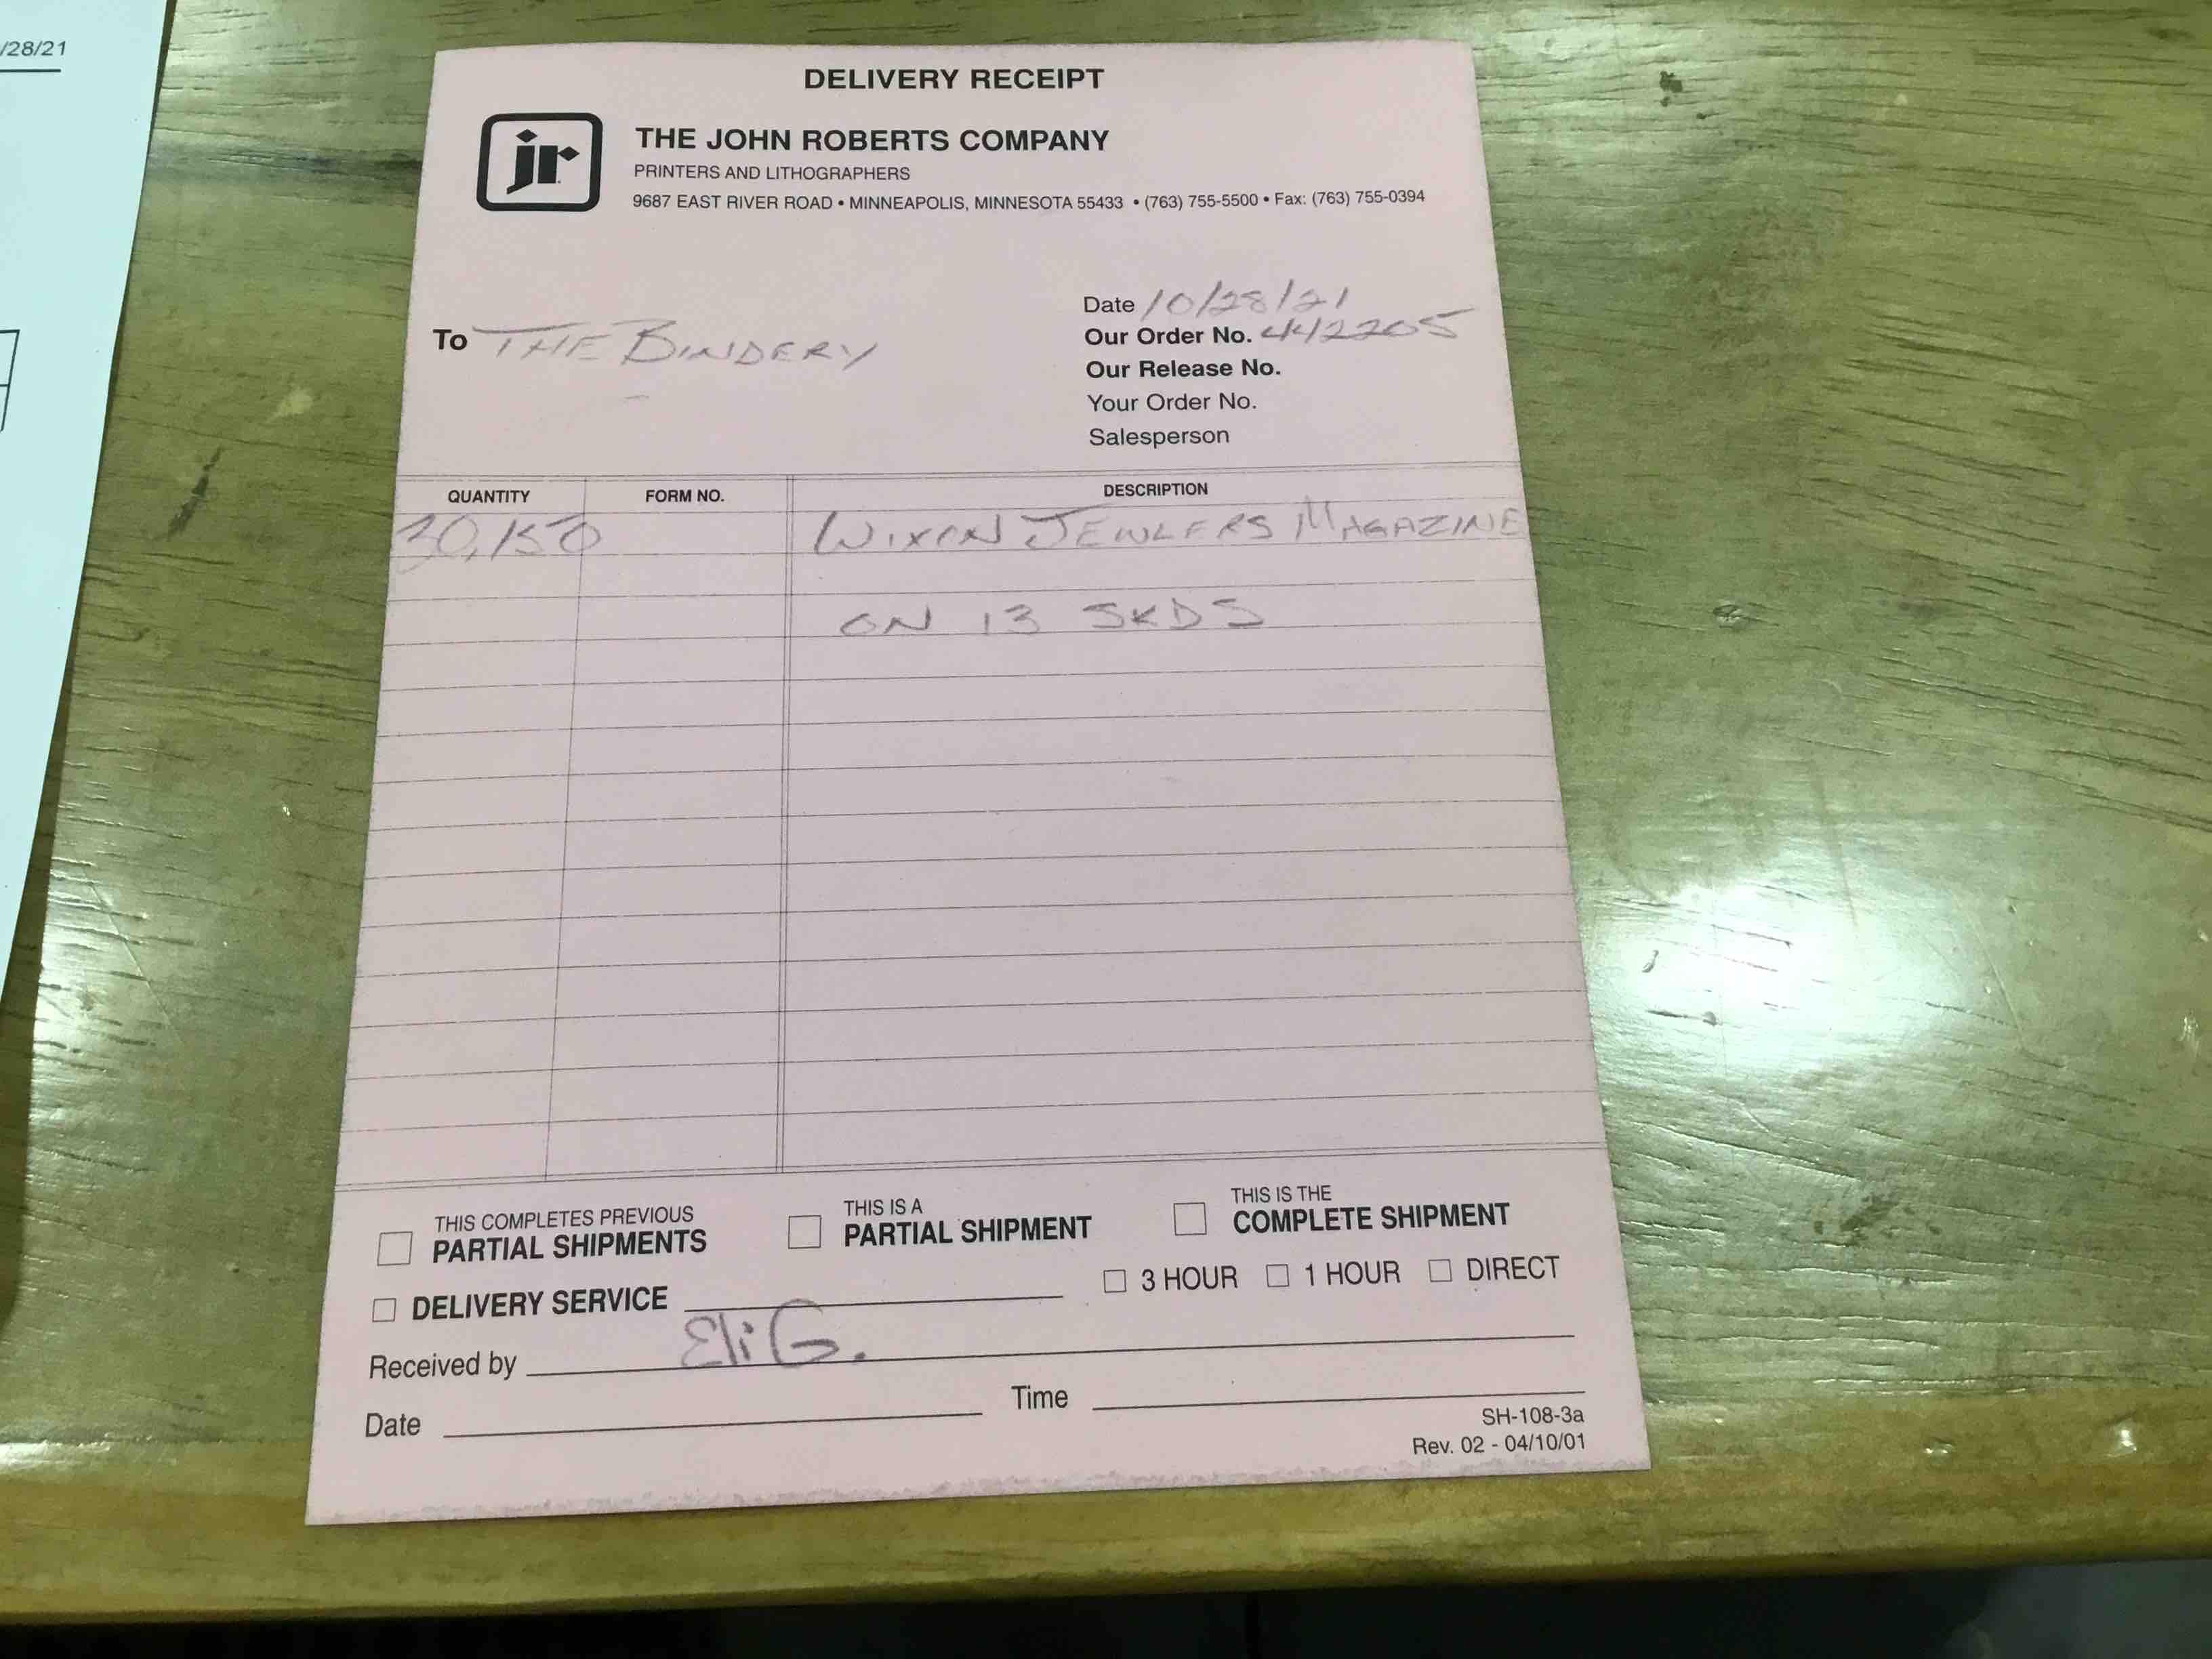 /28/21
DELIVERY RECEIPT
jr
THE JOHN ROBERTS COMPANY
PRINTERS AND LITHOGRAPHERS
9687 EAST RIVER ROAD • MINNEAPOLIS, MINNESOTA 55433 • (763) 755-5500 • Fax: (763) 755-0394
To THE BINDERY
Date 10/28/21
Our Order No. 442205
Our Release No.
Your Order No.
Salesperson
QUANTITY FORM NO. DESCRIPTION
30,150 WIXON JEWLERS MAGAZINE
ON 13 SKDS
THIS COMPLETES PREVIOUS PARTIAL SHIPMENTS
THIS IS A PARTIAL SHIPMENT
THIS IS THE COMPLETE SHIPMENT
DELIVERY SERVICE 3 HOUR 1 HOUR DIRECT
Received by Eli G.
Date Time
SH-108-3a
Rev. 02 - 04/10/01